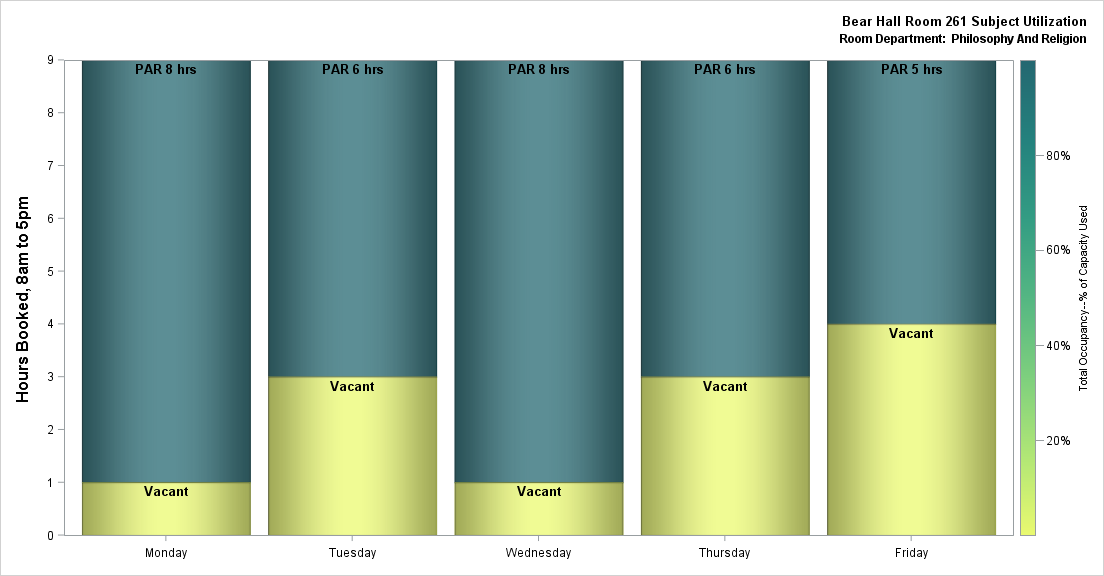 Bear Hall Room 261 Subject Utilization
Room Department: Philosophy And Religion
Hours Booked, 8am to 5pm
9
8
7
6
5
4
3
2
1
0
PAR 8 hrs
PAR 6 hrs
PAR 8 hrs
PAR 6 hrs
PAR 5 hrs
Vacant
Vacant
Vacant
Vacant
Vacant
Monday
Tuesday
Wednesday
Thursday
Friday
80%
60%
40%
20%
Total Occupancy--% of Capacity Used